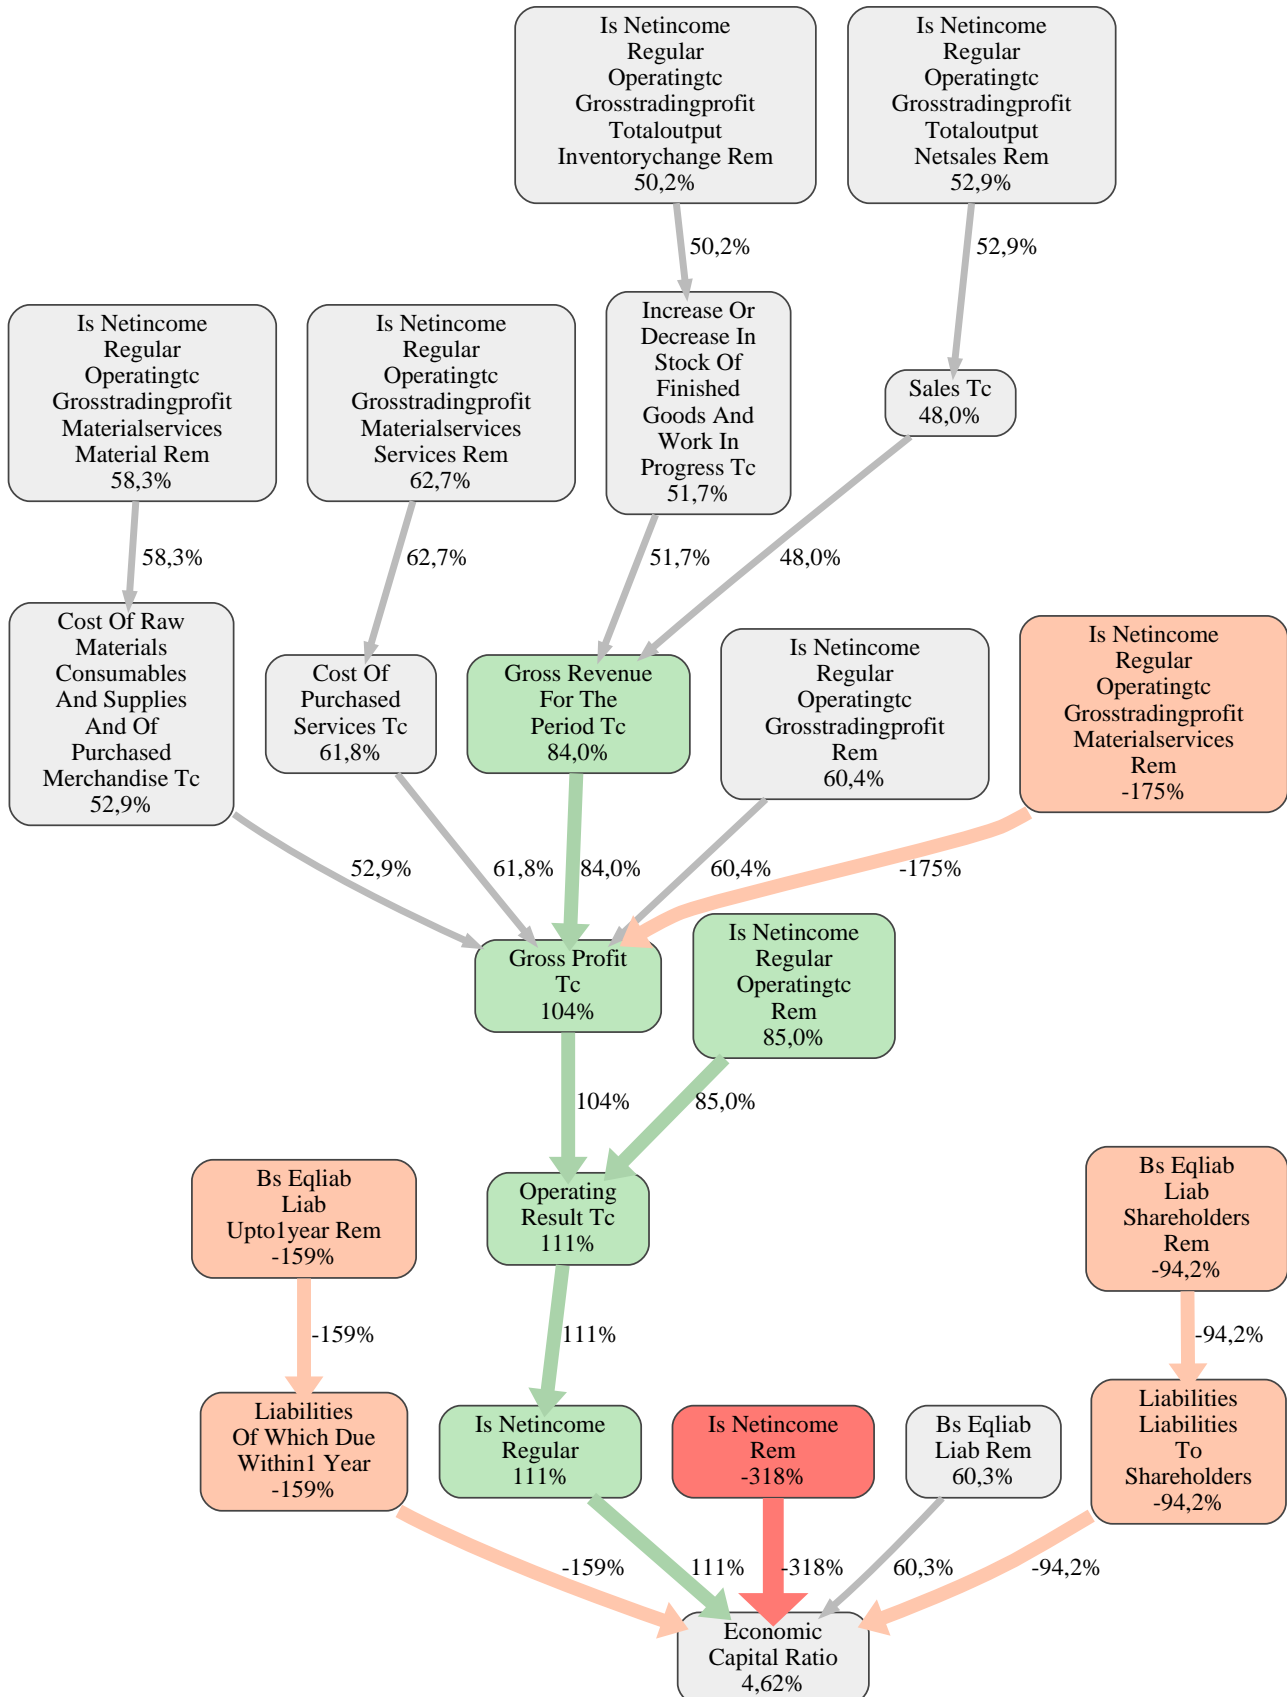 Is Netincome
Regular
Operatingtc
Grosstradingprofit
Totaloutput
Inventorychange Rem
50,2%
Is Netincome
Regular
Operatingtc
Grosstradingprofit
Totaloutput
Netsales Rem
52,9%
50,2%
52,9%
Is Netincome
Regular
Operatingtc
Grosstradingprofit
Materialservices
Material Rem
58,3%
Is Netincome
Regular
Operatingtc
Grosstradingprofit
Materialservices
Services Rem
62,7%
Increase Or
Decrease In
Stock Of
Finished
Goods And
Work In
Progress Tc
51,7%
Sales Tc
48,0%
58,3%
62,7%
51,7%
48,0%
Cost Of Raw
Materials
Consumables
And Supplies
And Of
Purchased
Merchandise Tc
52,9%
Cost Of
Purchased
Services Tc
61,8%
Gross Revenue
For The
Period Tc
84,0%
Is Netincome
Regular
Operatingtc
Grosstradingprofit
Rem
60,4%
Is Netincome
Regular
Operatingtc
Grosstradingprofit
Materialservices
Rem
-175%
52,9%
61,8%
84,0%
60,4%
-175%
Gross Profit
Tc
104%
Is Netincome
Regular
Operatingtc
Rem
85,0%
104%
85,0%
Bs Eqliab
Liab
Upto1year Rem
-159%
Operating
Result Tc
111%
Bs Eqliab
Liab
Shareholders
Rem
-94,2%
-159%
111%
-94,2%
Liabilities
Of Which Due
Within1 Year
-159%
Is Netincome
Regular
111%
Is Netincome
Rem
-318%
Bs Eqliab
Liab Rem
60,3%
Liabilities
Liabilities
To
Shareholders
-94,2%
-159%
111%
-318%
60,3%
-94,2%
Economic
Capital Ratio
4,62%